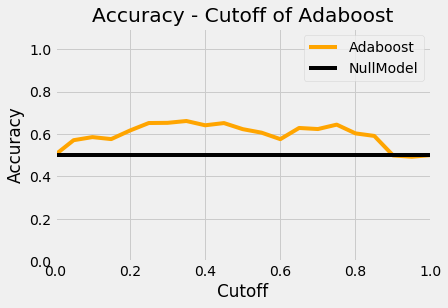 Accuracy - Cutoff of Adaboost
Adaboost
NullModel
Accuracy
1.0
0.8
0.6
0.4
0.2
0.0
0.0 0.2 0.4 0.6 0.8 1.0
Cutoff